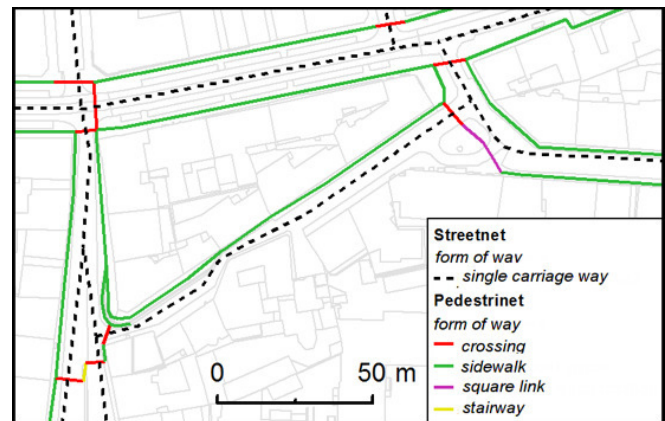 Streetnet
form of wav
single carriage way
Pedestrinet
form of way
crossing
sidewalk
square link
stairway
0 50 m